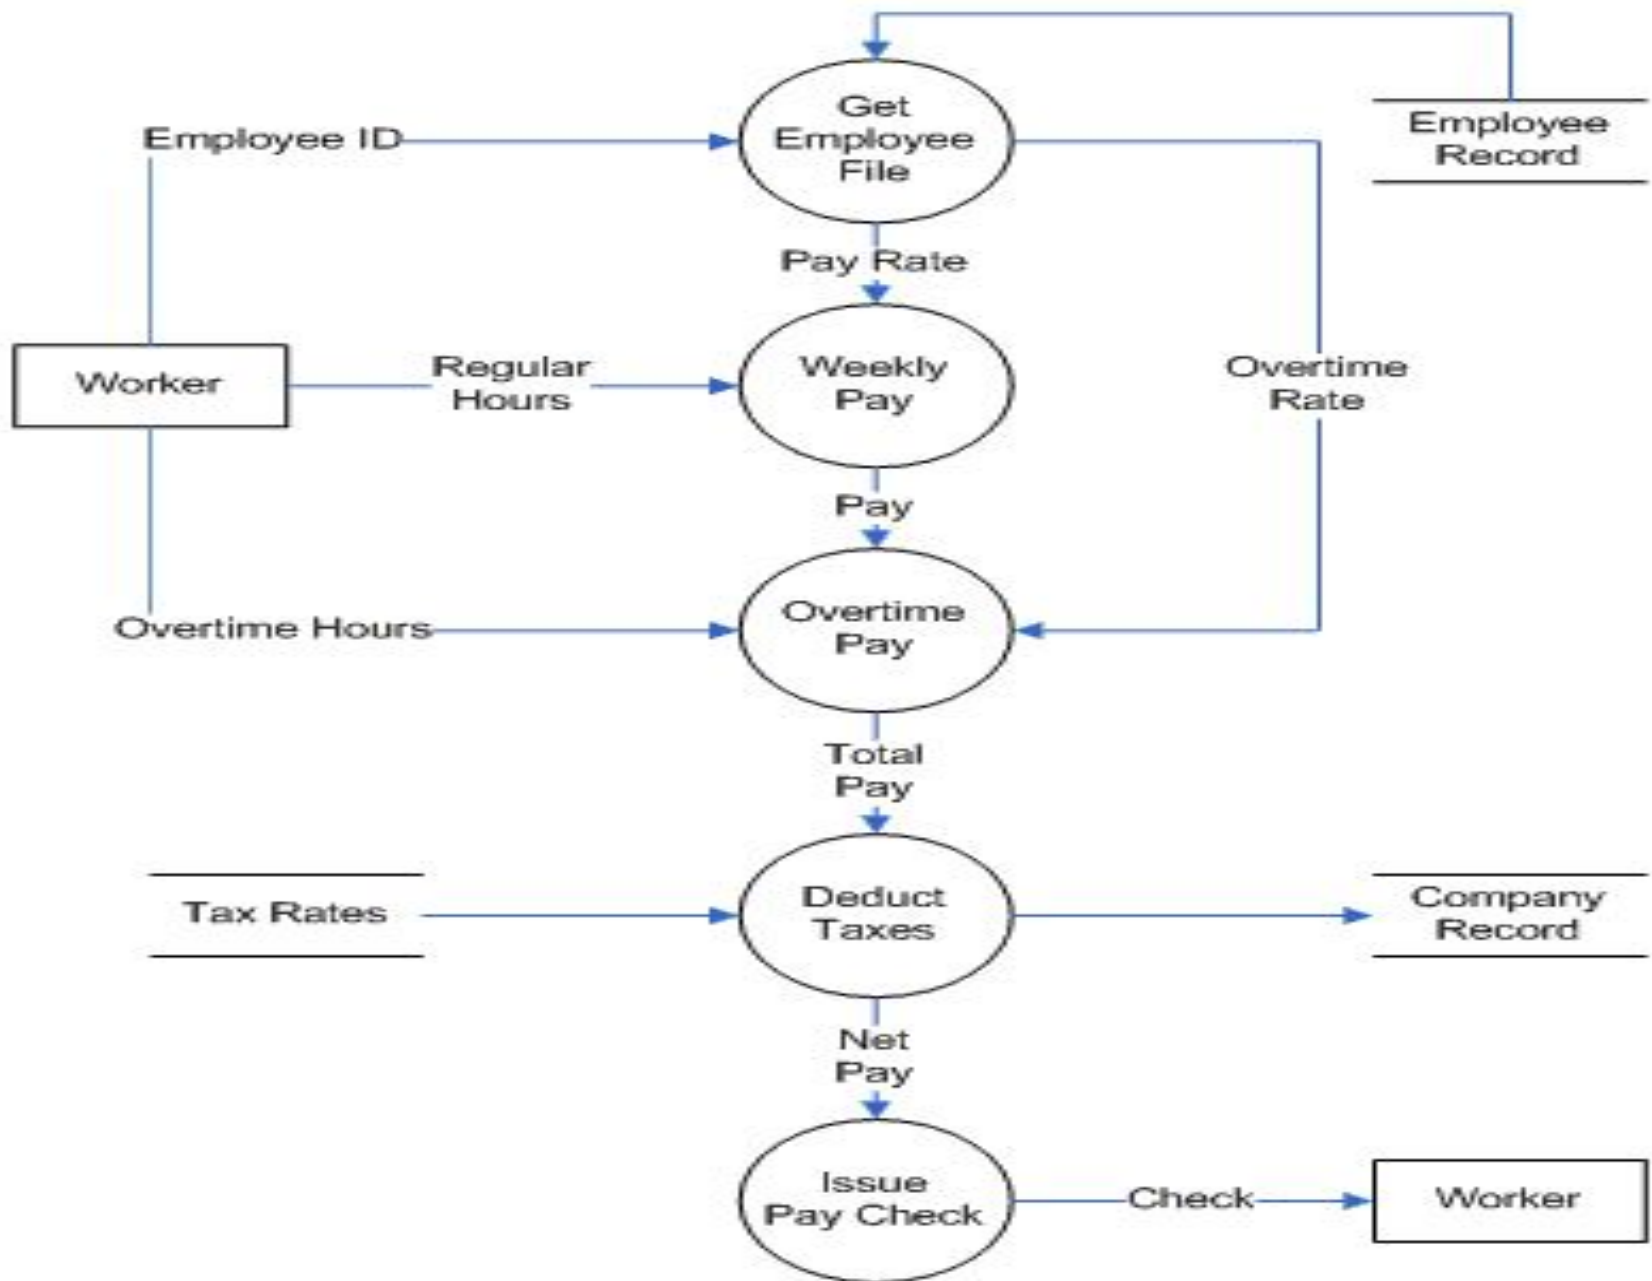 Get
Employee
File
Employee ID
Employee
Record
Pay Rate
Worker
Regular
Hours
Weekly
Pay
Overtime
Rate
Pay
Overtime Hours
Overtime
Pay
Total
Pay
Tax Rates
Deduct
Taxes
Company
Record
Net
Pay
Issue
Pay Check
Check
Worker